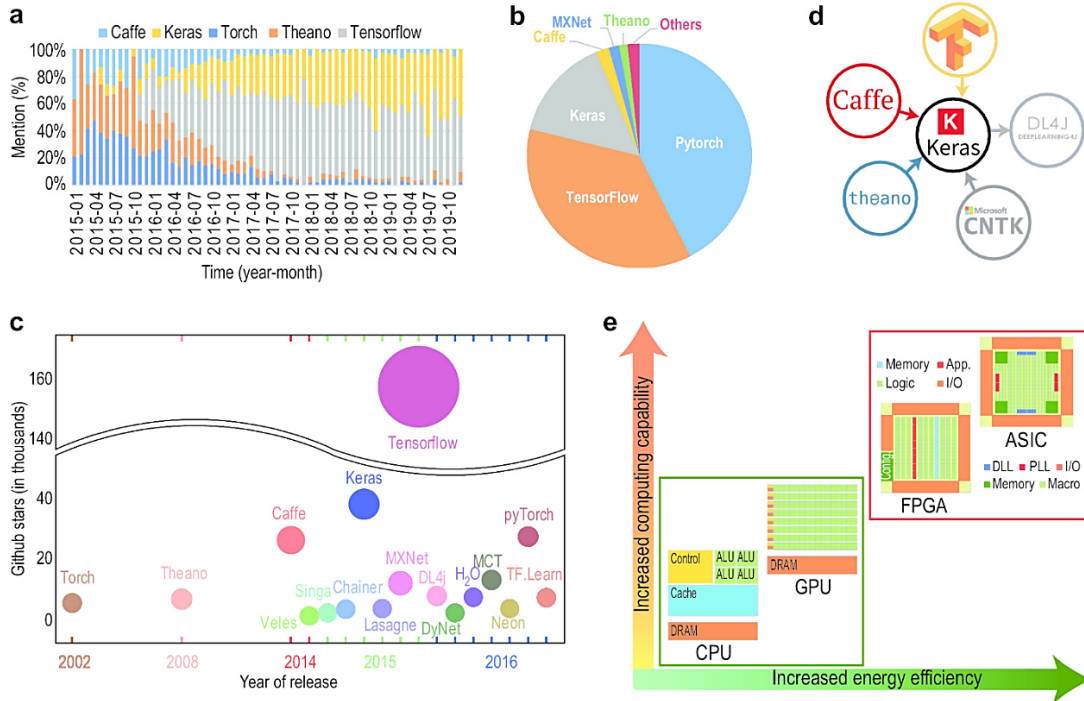 a
Caffe Keras Torch Theano Tensorflow
Mention (%)
100%
80%
60%
40%
20%
0%
2015-01
2015-04
2015-07
2015-10
2016-01
2016-04
2016-07
2016-10
2017-01
2017-04
2017-07
2017-10
2018-01
2018-04
2018-07
2018-10
2019-01
2019-04
2019-07
2019-10
Time (year-month)
b
MXNet Theano
Caffe Others
Keras
Pytorch
TensorFlow
d
Caffe
K
Keras
DL4J
DEEPLEARNING4J
theano
Microsoft
CNTK
c
Github stars (in thousands)
160
140
40
20
0
Tensorflow
Keras
Caffe
pyTorch
Torch
Theano
Singa
Chainer
MXNet
DL4j
H2O
MCT
TF.Learn
Veles
Lasagne
DyNet
Neon
2002 2008 2014 2015 2016
Year of release
e
Increased computing capability
Memory App.
Logic I/O
Config
FPGA
ASIC
DLL PLL I/O
Memory Macro
Control
ALU ALU
ALU ALU
Cache
DRAM
CPU
DRAM
GPU
Increased energy efficiency